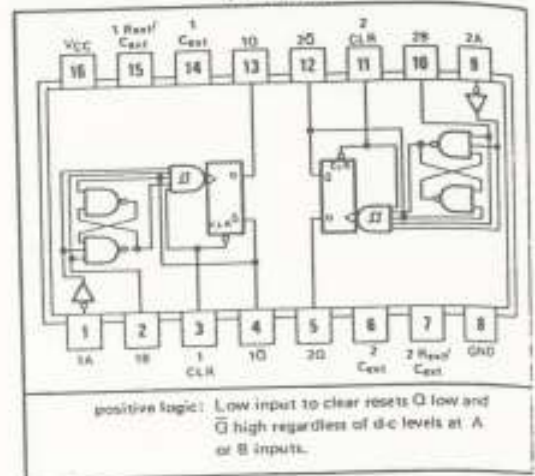 1 Rext/ 1 2
VCC Cext Cext 1Q 2Q̅ CLR 2B 2A
16 15 14 13 12 11 10 9
CLR
Q Q̅
Q̅ Q
CLR
1 2 3 4 5 6 7 8
1A 1B 1 1Q̅ 2Q 2 2 Rext/ GND
CLR Cext Cext
positive logic: Low input to clear resets Q low and
Q̅ high regardless of d-c levels at A
or B inputs.